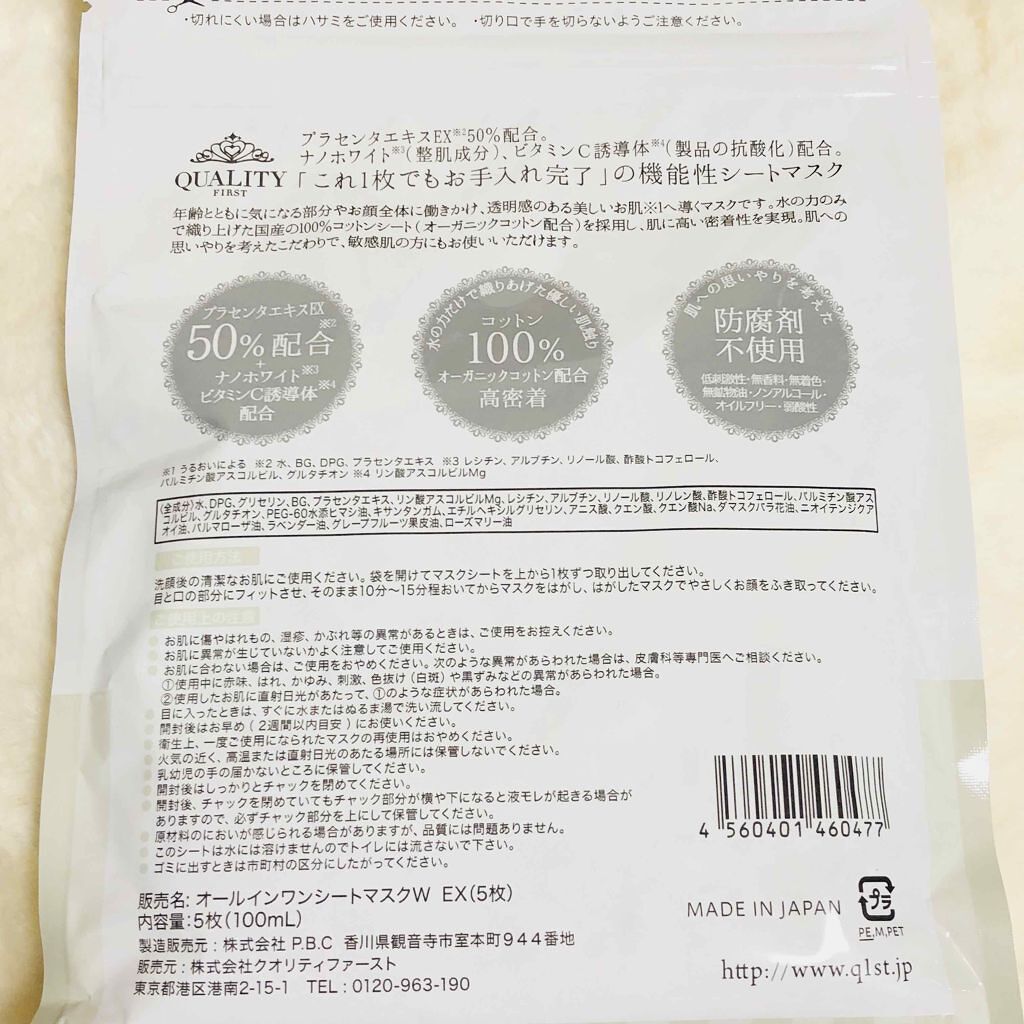 ・切れにくい場合はハサミをご使用ください。 ・切り口で手を切らないようご注意ください。
QUALITY
FIRST
プラセンタエキスEX※2 50%配合。
ナノホワイト※3(整肌成分)、ビタミンC誘導体※4(製品の抗酸化)配合。
「これ1枚でもお手入れ完了」の機能性シートマスク
年齢とともに気になる部分やお顔全体に働きかけ、透明感のある美しいお肌※1へ導くマスクです。水の力のみ
で織り上げた国産の100%コットンシート(オーガニックコットン配合)を採用し、肌に高い密着性を実現。肌への
思いやりを考えたこだわりで、敏感肌の方にもお使いいただけます。
プラセンタエキスEX
※2
50%配合
+
ナノホワイト※3
ビタミンC誘導体※4
配合
水の力だけで織りあげた優しい肌触り
コットン
100%
オーガニックコットン配合
高密着
肌への思いやりを考えた
防腐剤
不使用
低刺激性・無香料・無着色・
無鉱物油・ノンアルコール・
オイルフリー・弱酸性
※1 うるおいによる ※2 水、BG、DPG、プラセンタエキス ※3 レシチン、アルブチン、リノール酸、酢酸トコフェロール、
パルミチン酸アスコルビル、グルタチオン ※4 リン酸アスコルビルMg
〈全成分〉水、DPG、グリセリン、BG、プラセンタエキス、リン酸アスコルビルMg、レシチン、アルブチン、リノール酸、リノレン酸、酢酸トコフェロール、パルミチン酸アス
コルビル、グルタチオン、PEG-60水添ヒマシ油、キサンタンガム、エチルヘキシルグリセリン、アニス酸、クエン酸、クエン酸Na、ダマスクバラ花油、ニオイテンジクア
オイ油、パルマローザ油、ラベンダー油、グレープフルーツ果皮油、ローズマリー油
ご使用方法
洗顔後の清潔なお肌にご使用ください。袋を開けてマスクシートを上から1枚ずつ取り出してください。
目と口の部分にフィットさせ、そのまま10分〜15分程おいてからマスクをはがし、はがしたマスクでやさしくお顔をふき取ってください。
ご使用上の注意
● お肌に傷やはれもの、湿疹、かぶれ等の異常があるときは、ご使用をお控えください。
● お肌に異常が生じていないかよく注意してご使用ください。
● お肌に合わない場合は、ご使用をおやめください。次のような異常があらわれた場合は、皮膚科等専門医へご相談ください。
①使用中に赤味、はれ、かゆみ、刺激、色抜け(白斑)や黒ずみなどの異常があらわれた場合。
②使用したお肌に直射日光があたって、①のような症状があらわれた場合。
● 目に入ったときは、すぐに水またはぬるま湯で洗い流してください。
● 開封後はお早め(2週間以内目安)にお使いください。
● 衛生上、一度ご使用になられたマスクの再使用はおやめください。
● 火気の近く、高温または直射日光のあたる場所には保管しないでください。
● 乳幼児の手の届かないところに保管してください。
● 開封後はしっかりとチャックを閉めてください。
● 開封後、チャックを閉めていてもチャック部分が横や下になると液モレが起きる場合が
ありますので、必ずチャック部分を上にして保管してください。
● 原材料のにおいが感じられる場合がありますが、品質には問題ありません。
● このシートは水には溶けませんのでトイレには流さないで下さい。
● ゴミに出すときは市町村の区分にしたがってください。
4 560401 460477
販売名: オールインワンシートマスクW EX(5枚)
内容量:5枚(100mL)
製造販売元 : 株式会社 P.B.C 香川県観音寺市室本町944番地
販売元 : 株式会社クオリティファースト
東京都港区港南2-15-1 TEL : 0120-963-190
MADE IN JAPAN
プラ
PE,M,PET
http://www.q1st.jp